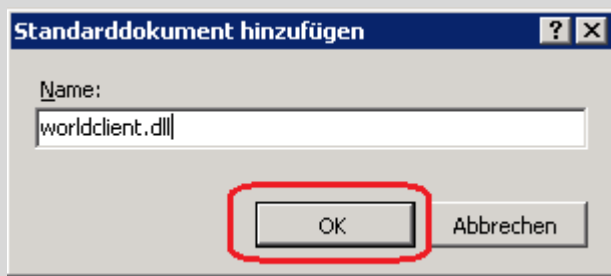 Standarddokument hinzufügen
Name:
worldclient.dll
OK Abbrechen